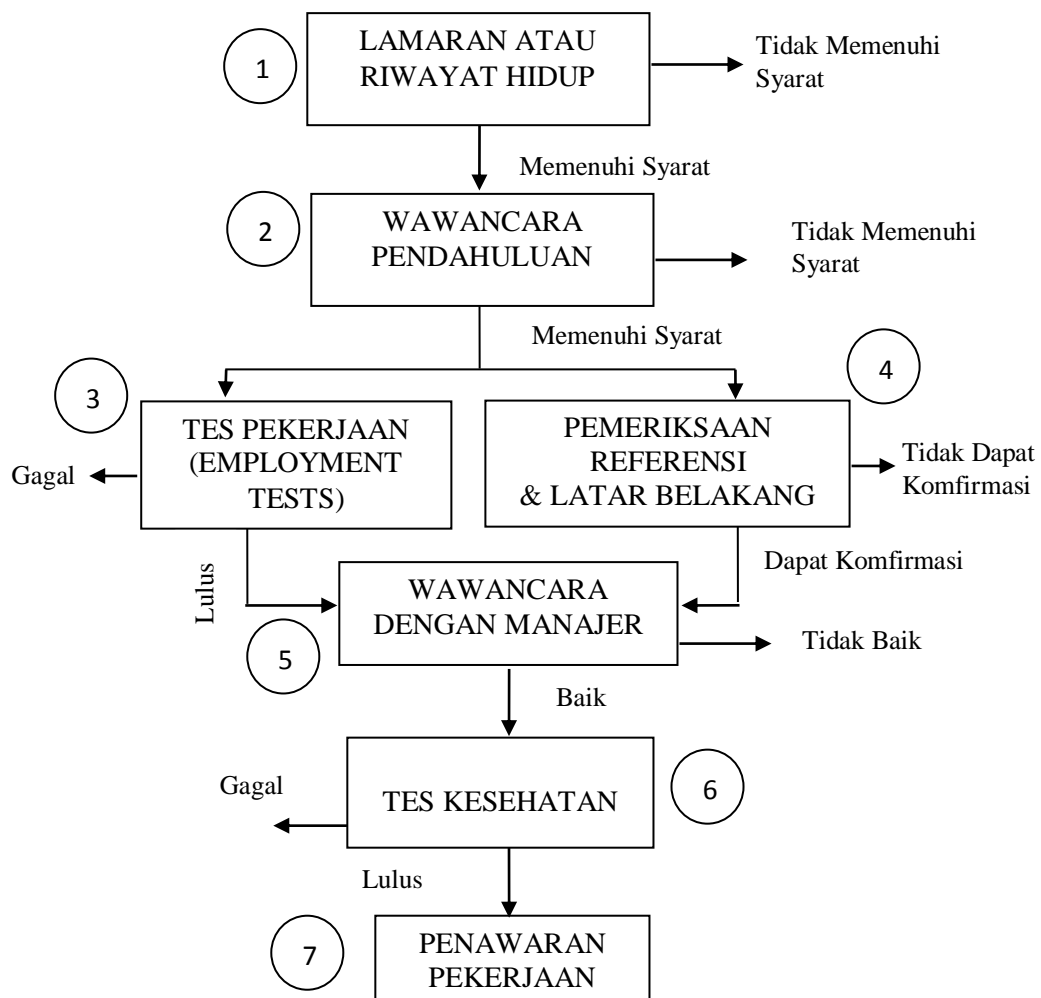 1
LAMARAN ATAU
RIWAYAT HIDUP
Tidak Memenuhi
Syarat
Memenuhi Syarat
2
WAWANCARA
PENDAHULUAN
Tidak Memenuhi
Syarat
Memenuhi Syarat
3
4
Gagal
TES PEKERJAAN
(EMPLOYMENT
TESTS)
PEMERIKSAAN
REFERENSI
& LATAR BELAKANG
Tidak Dapat
Komfirmasi
Lulus
Dapat Komfirmasi
5
WAWANCARA
DENGAN MANAJER
Tidak Baik
Baik
Gagal
TES KESEHATAN
6
Lulus
7
PENAWARAN
PEKERJAAN